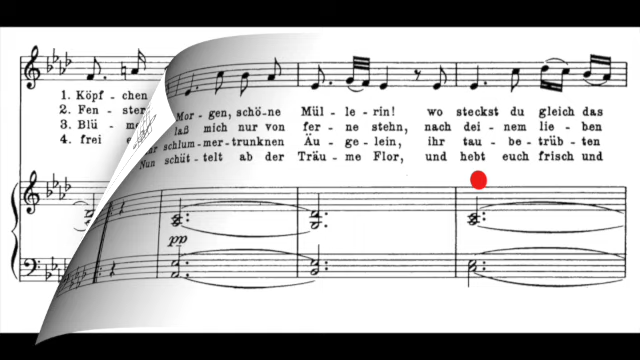 1. Köpf - chen
2. Fen - ster Mor - gen, schö-ne Mül - le - rin! wo steckst du gleich das
3. Blü - laß mich nur von fer - ne stehn, nach dei - nem lie - ben
4. frei schlum - mer - trunknen Äu - ge - lein, ihr tau - be - trüb - ten
Nun schüt - telt ab der Träu - me Flor, und hebt euch frisch und
pp